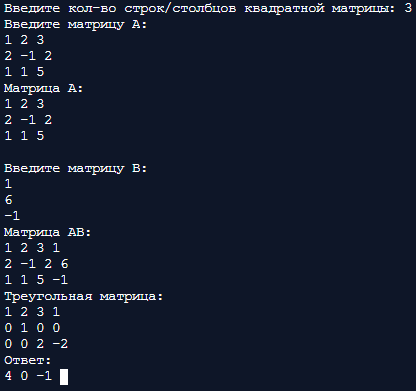 Введите кол-во строк/столбцов квадратной матрицы: 3
Введите матрицу A:
1 2 3
2 -1 2
1 1 5
Матрица A:
1 2 3
2 -1 2
1 1 5
Введите матрицу B:
1
6
-1
Матрица AB:
1 2 3 1
2 -1 2 6
1 1 5 -1
Треугольная матрица:
1 2 3 1
0 1 0 0
0 0 2 -2
Ответ:
4 0 -1